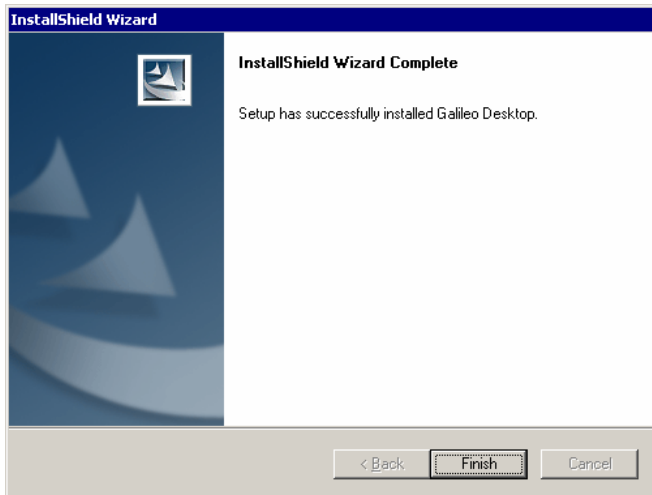 InstallShield Wizard
InstallShield Wizard Complete
Setup has successfully installed Galileo Desktop.
< Back Finish Cancel